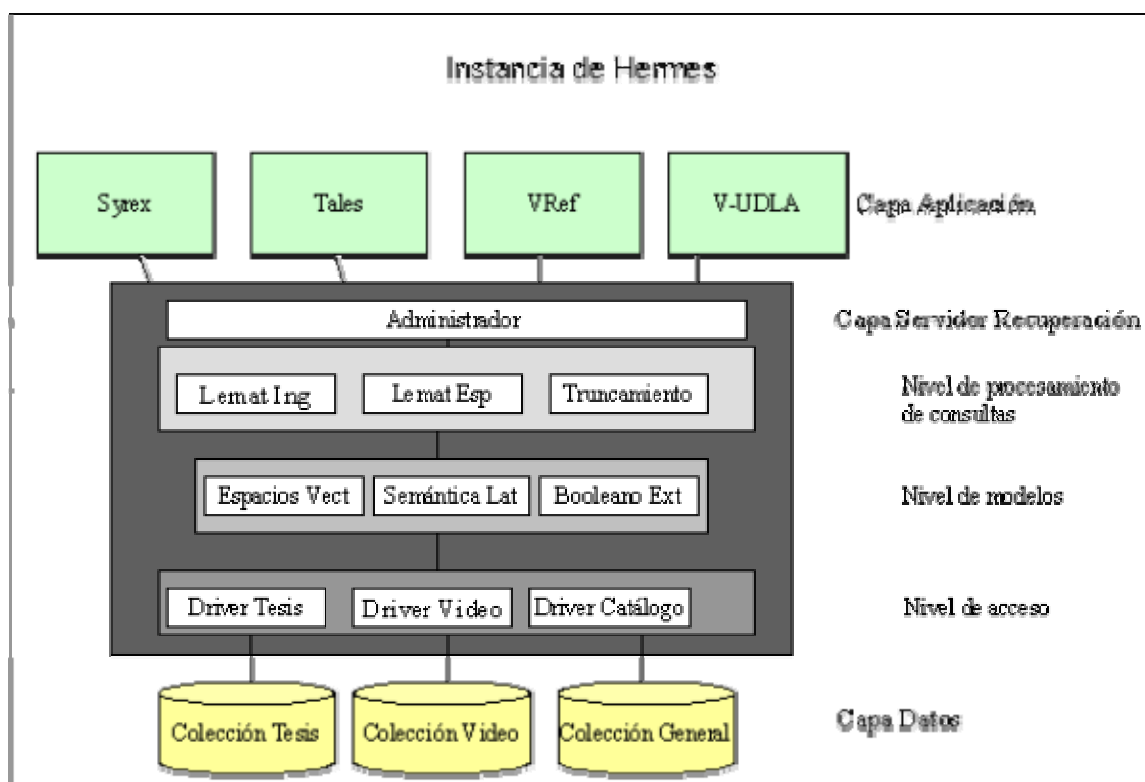 Instancia de Hermes
Syrex
Tales
VRef
V-UDLA
Capa Aplicación
Administrador
Capa Servidor Recuperación
Lemat Ing
Lemat Esp
Truncamiento
Nivel de procesamiento
de consultas
Espacios Vect
Semántica Lat
Booleano Ext
Nivel de modelos
Driver Tesis
Driver Video
Driver Catálogo
Nivel de acceso
Colección Tesis
Colección Video
Colección General
Capa Datos